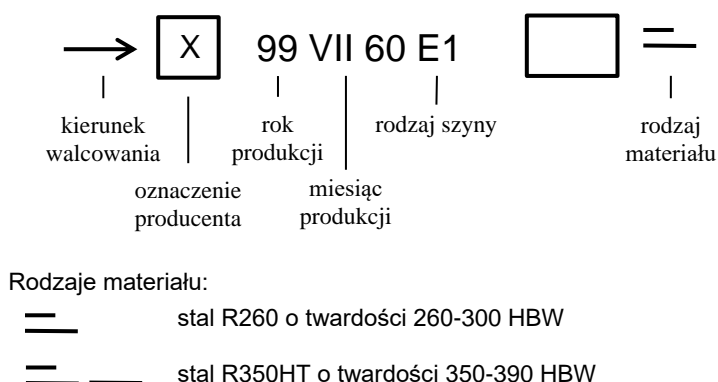 X 99 VII 60 E1
kierunek walcowania
rok produkcji
rodzaj szyny
rodzaj materiału
oznaczenie producenta
miesiąc produkcji
Rodzaje materiału:
stal R260 o twardości 260-300 HBW
stal R350HT o twardości 350-390 HBW